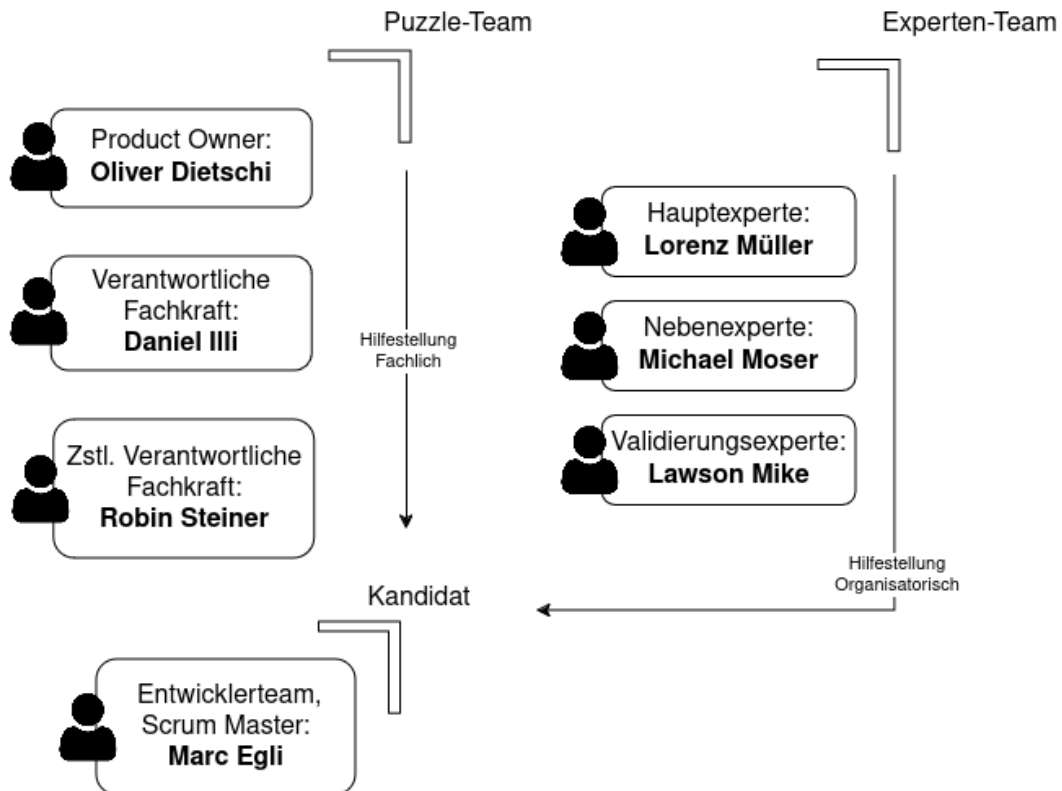 Puzzle-Team
Product Owner:
Oliver Dietschi
Verantwortliche
Fachkraft:
Daniel Illi
Zstl. Verantwortliche
Fachkraft:
Robin Steiner
Hilfestellung
Fachlich
Experten-Team
Hauptexperte:
Lorenz Müller
Nebenexperte:
Michael Moser
Validierungsexperte:
Lawson Mike
Hilfestellung
Organisatorisch
Kandidat
Entwicklerteam,
Scrum Master:
Marc Egli